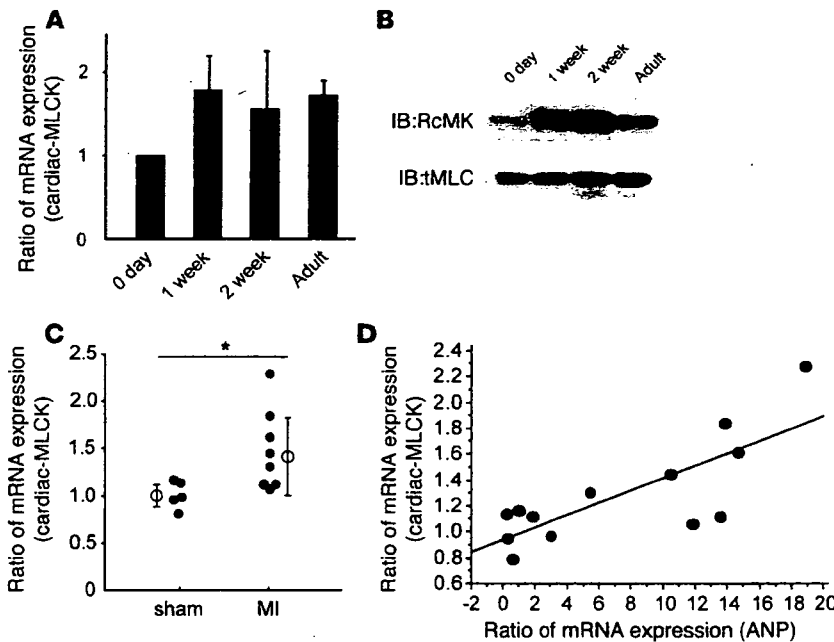 A
Ratio of mRNA expression
(cardiac-MLCK)
2
1
0
0 day
1 week
2 week
Adult
B
0 day
1 week
2 week
Adult
IB:RcMK
IB:tMLC
C
Ratio of mRNA expression
(cardiac-MLCK)
2.5
2.0
1.5
1.0
0.5
0
*
sham
MI
D
Ratio of mRNA expression
(cardiac-MLCK)
2.4
2.2
2.0
1.8
1.6
1.4
1.2
1.0
0.8
0.6
-2 0 2 4 6 8 10 12 14 16 18 20
Ratio of mRNA expression (ANP)